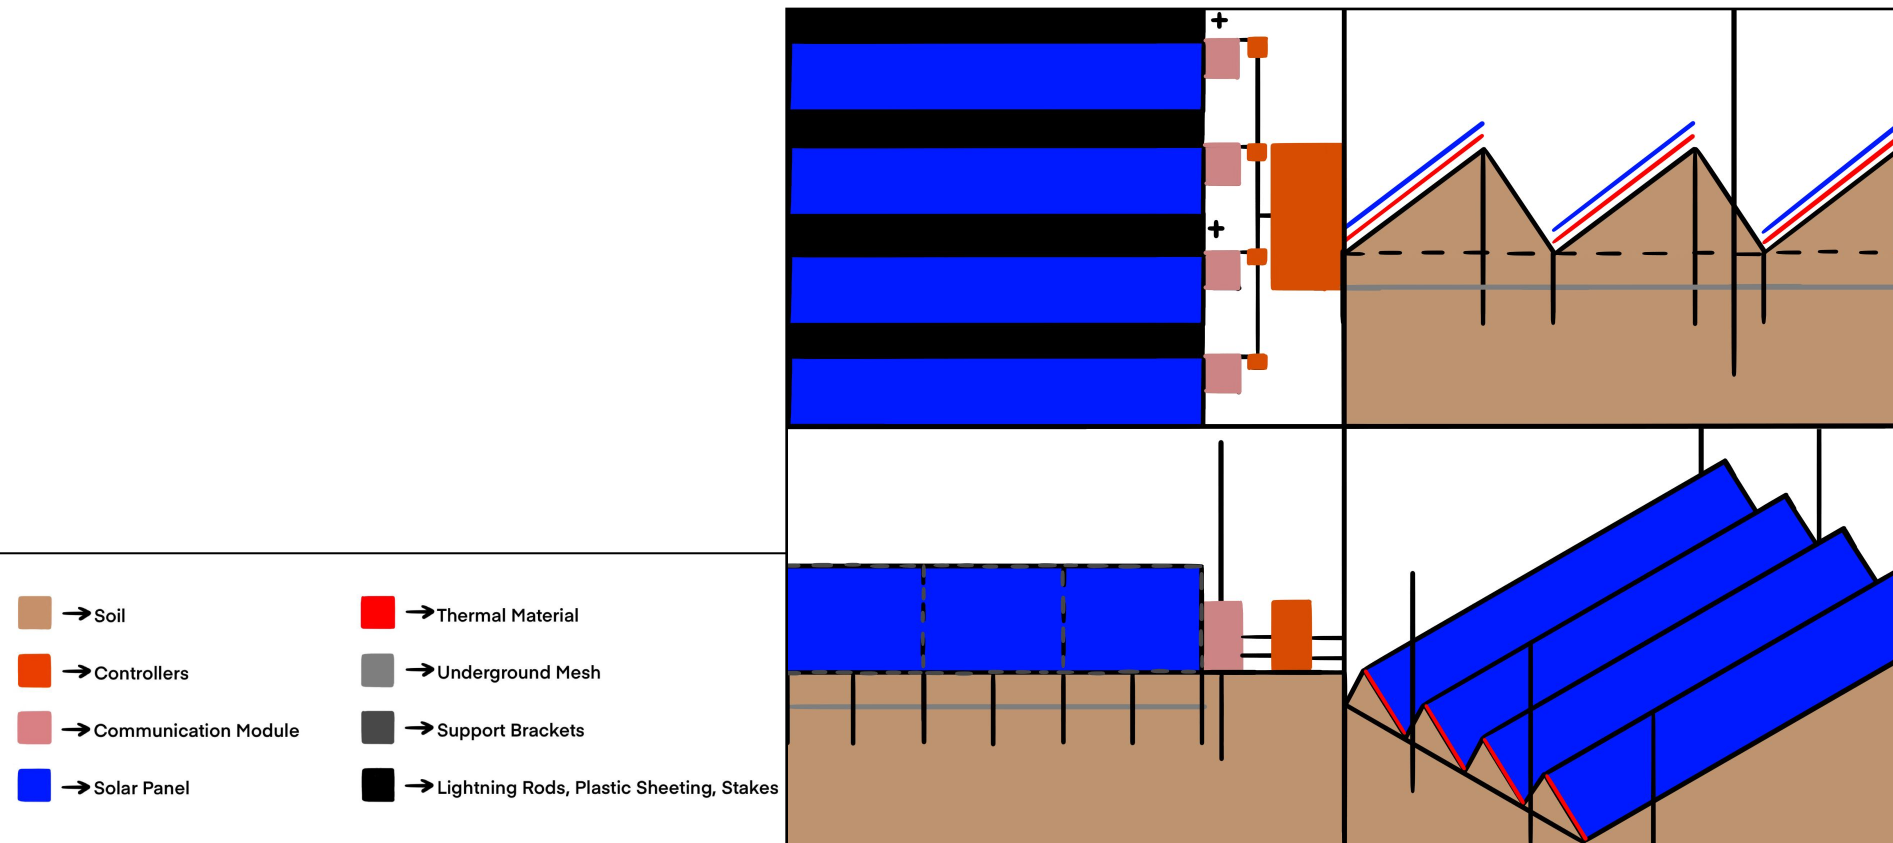 +
+
→Soil
→Thermal Material
→Controllers
→Underground Mesh
→Communication Module
→Support Brackets
→Solar Panel
→Lightning Rods, Plastic Sheeting, Stakes